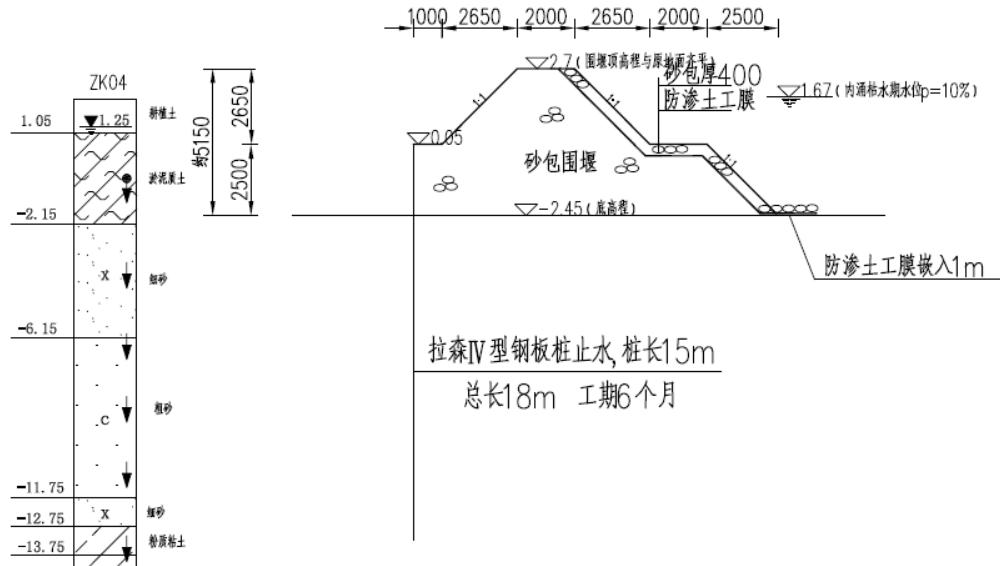 1000 2650 2000 2650 2000 2500
2.7(围堰顶高程与原地面齐平)
砂包厚400
防渗土工膜
1.67(内涌枯水期水位p=10%)
ZK04
耕植土
1.05
1.25
约5150
2650
2500
1:1
1:1
0.05
砂包围堰
1:1
淤泥质土
-2.15
-2.45(底高程)
防渗土工膜嵌入1m
X
细砂
-6.15
拉森Ⅳ型钢板桩止水,桩长15m
总长18m 工期6个月
粗砂
C
-11.75
X
细砂
-12.75
粉质粘土
-13.75